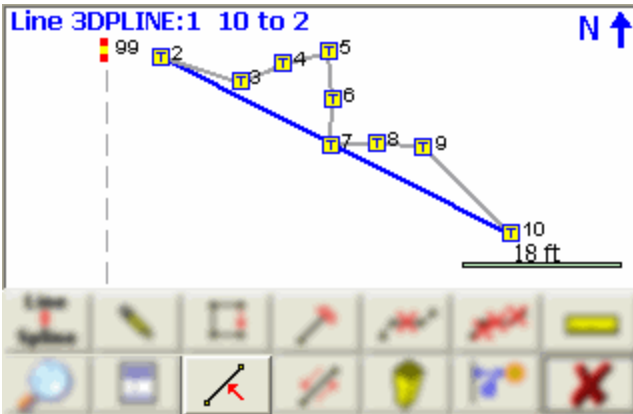 Line 3DPLINE:1 10 to 2
N
99
T 2
T 3
T 4
T 5
T 6
T 7
T 8
T 9
T 10
18 ft
Line
Spline